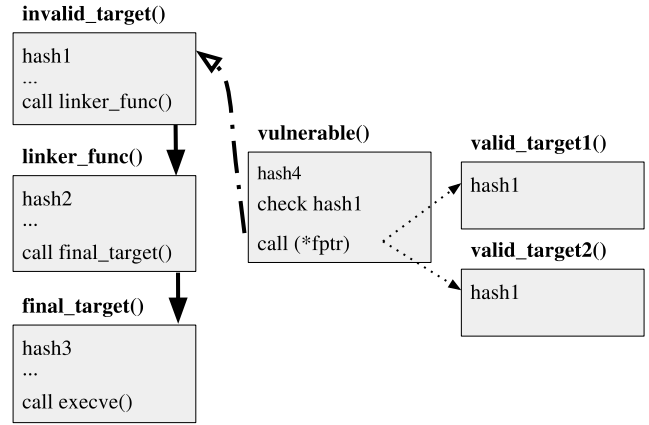 invalid_target()
hash1
...
call linker_func()
linker_func()
hash2
...
call final_target()
final_target()
hash3
...
call execve()
vulnerable()
hash4
check hash1
call (*fptr)
valid_target1()
hash1
valid_target2()
hash1